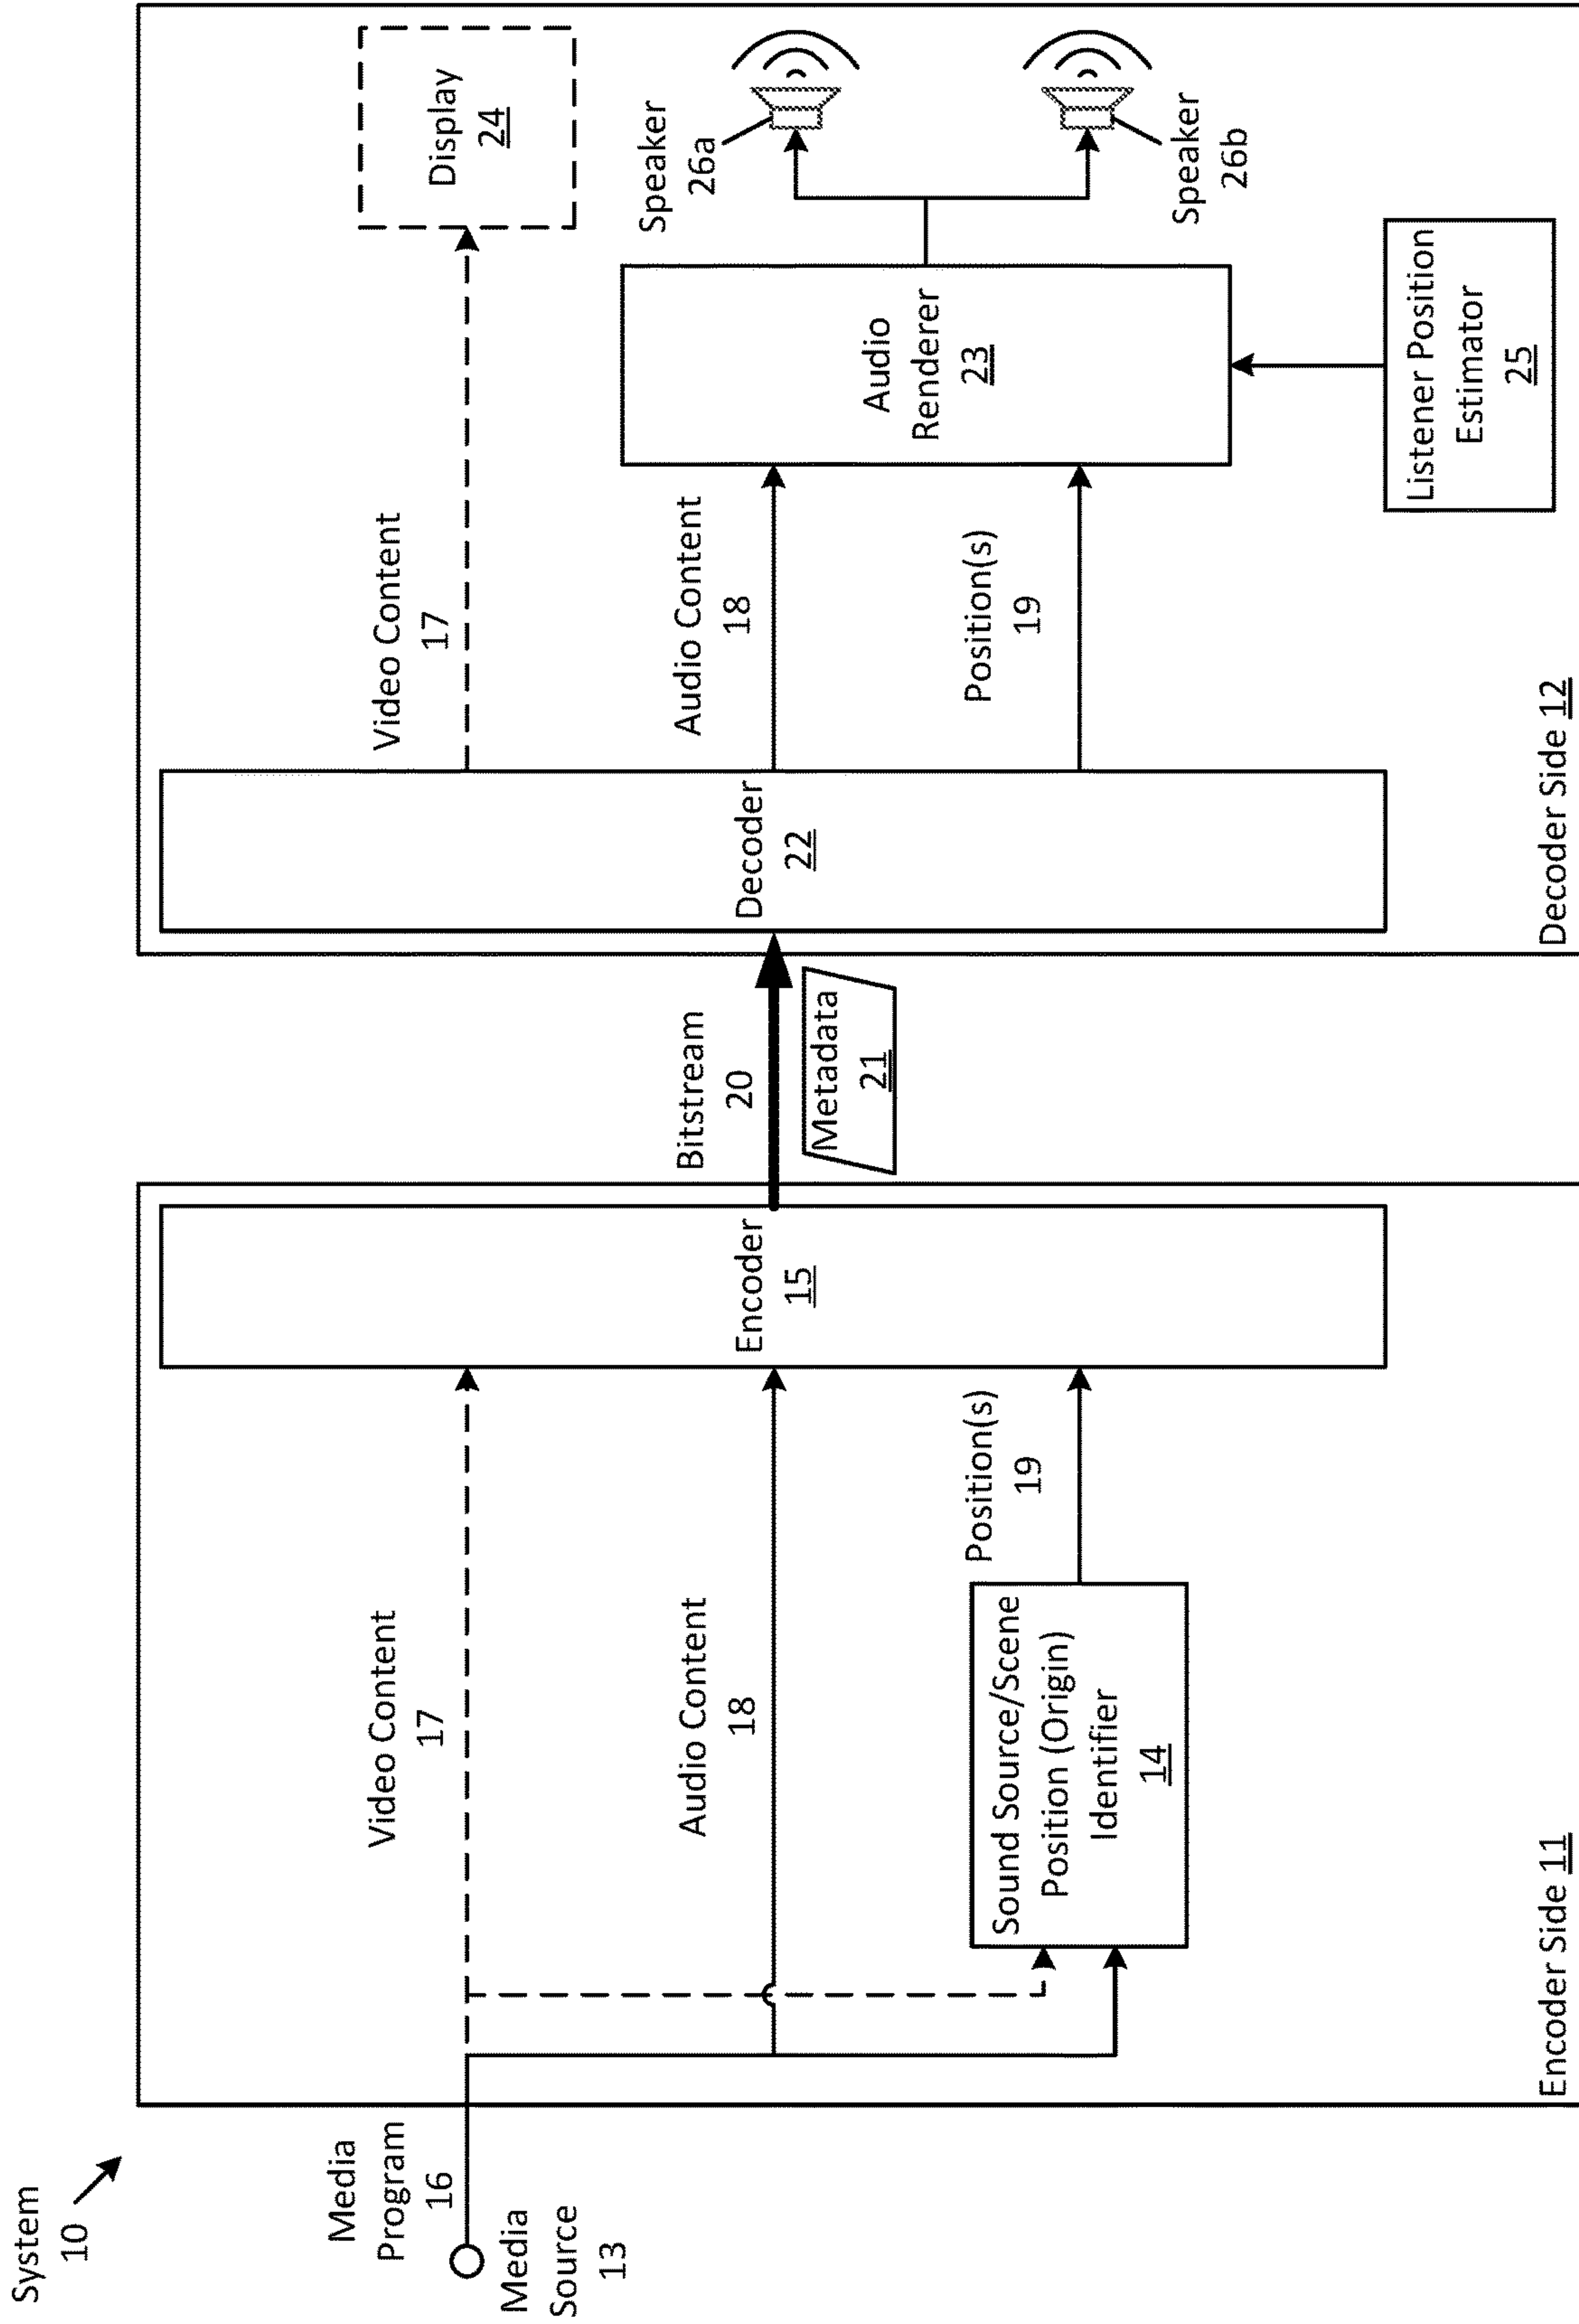 System
10
Media
Program
16
Media
Source
13
Video Content
17
Audio Content
18
Sound Source/Scene
Position (Origin)
Identifier
14
Position(s)
19
Encoder
15
Encoder Side 11
Bitstream
20
Metadata
21
Decoder
22
Video Content
17
Audio Content
18
Position(s)
19
Display
24
Audio
Renderer
23
Speaker
26a
Speaker
26b
Listener Position
Estimator
25
Decoder Side 12